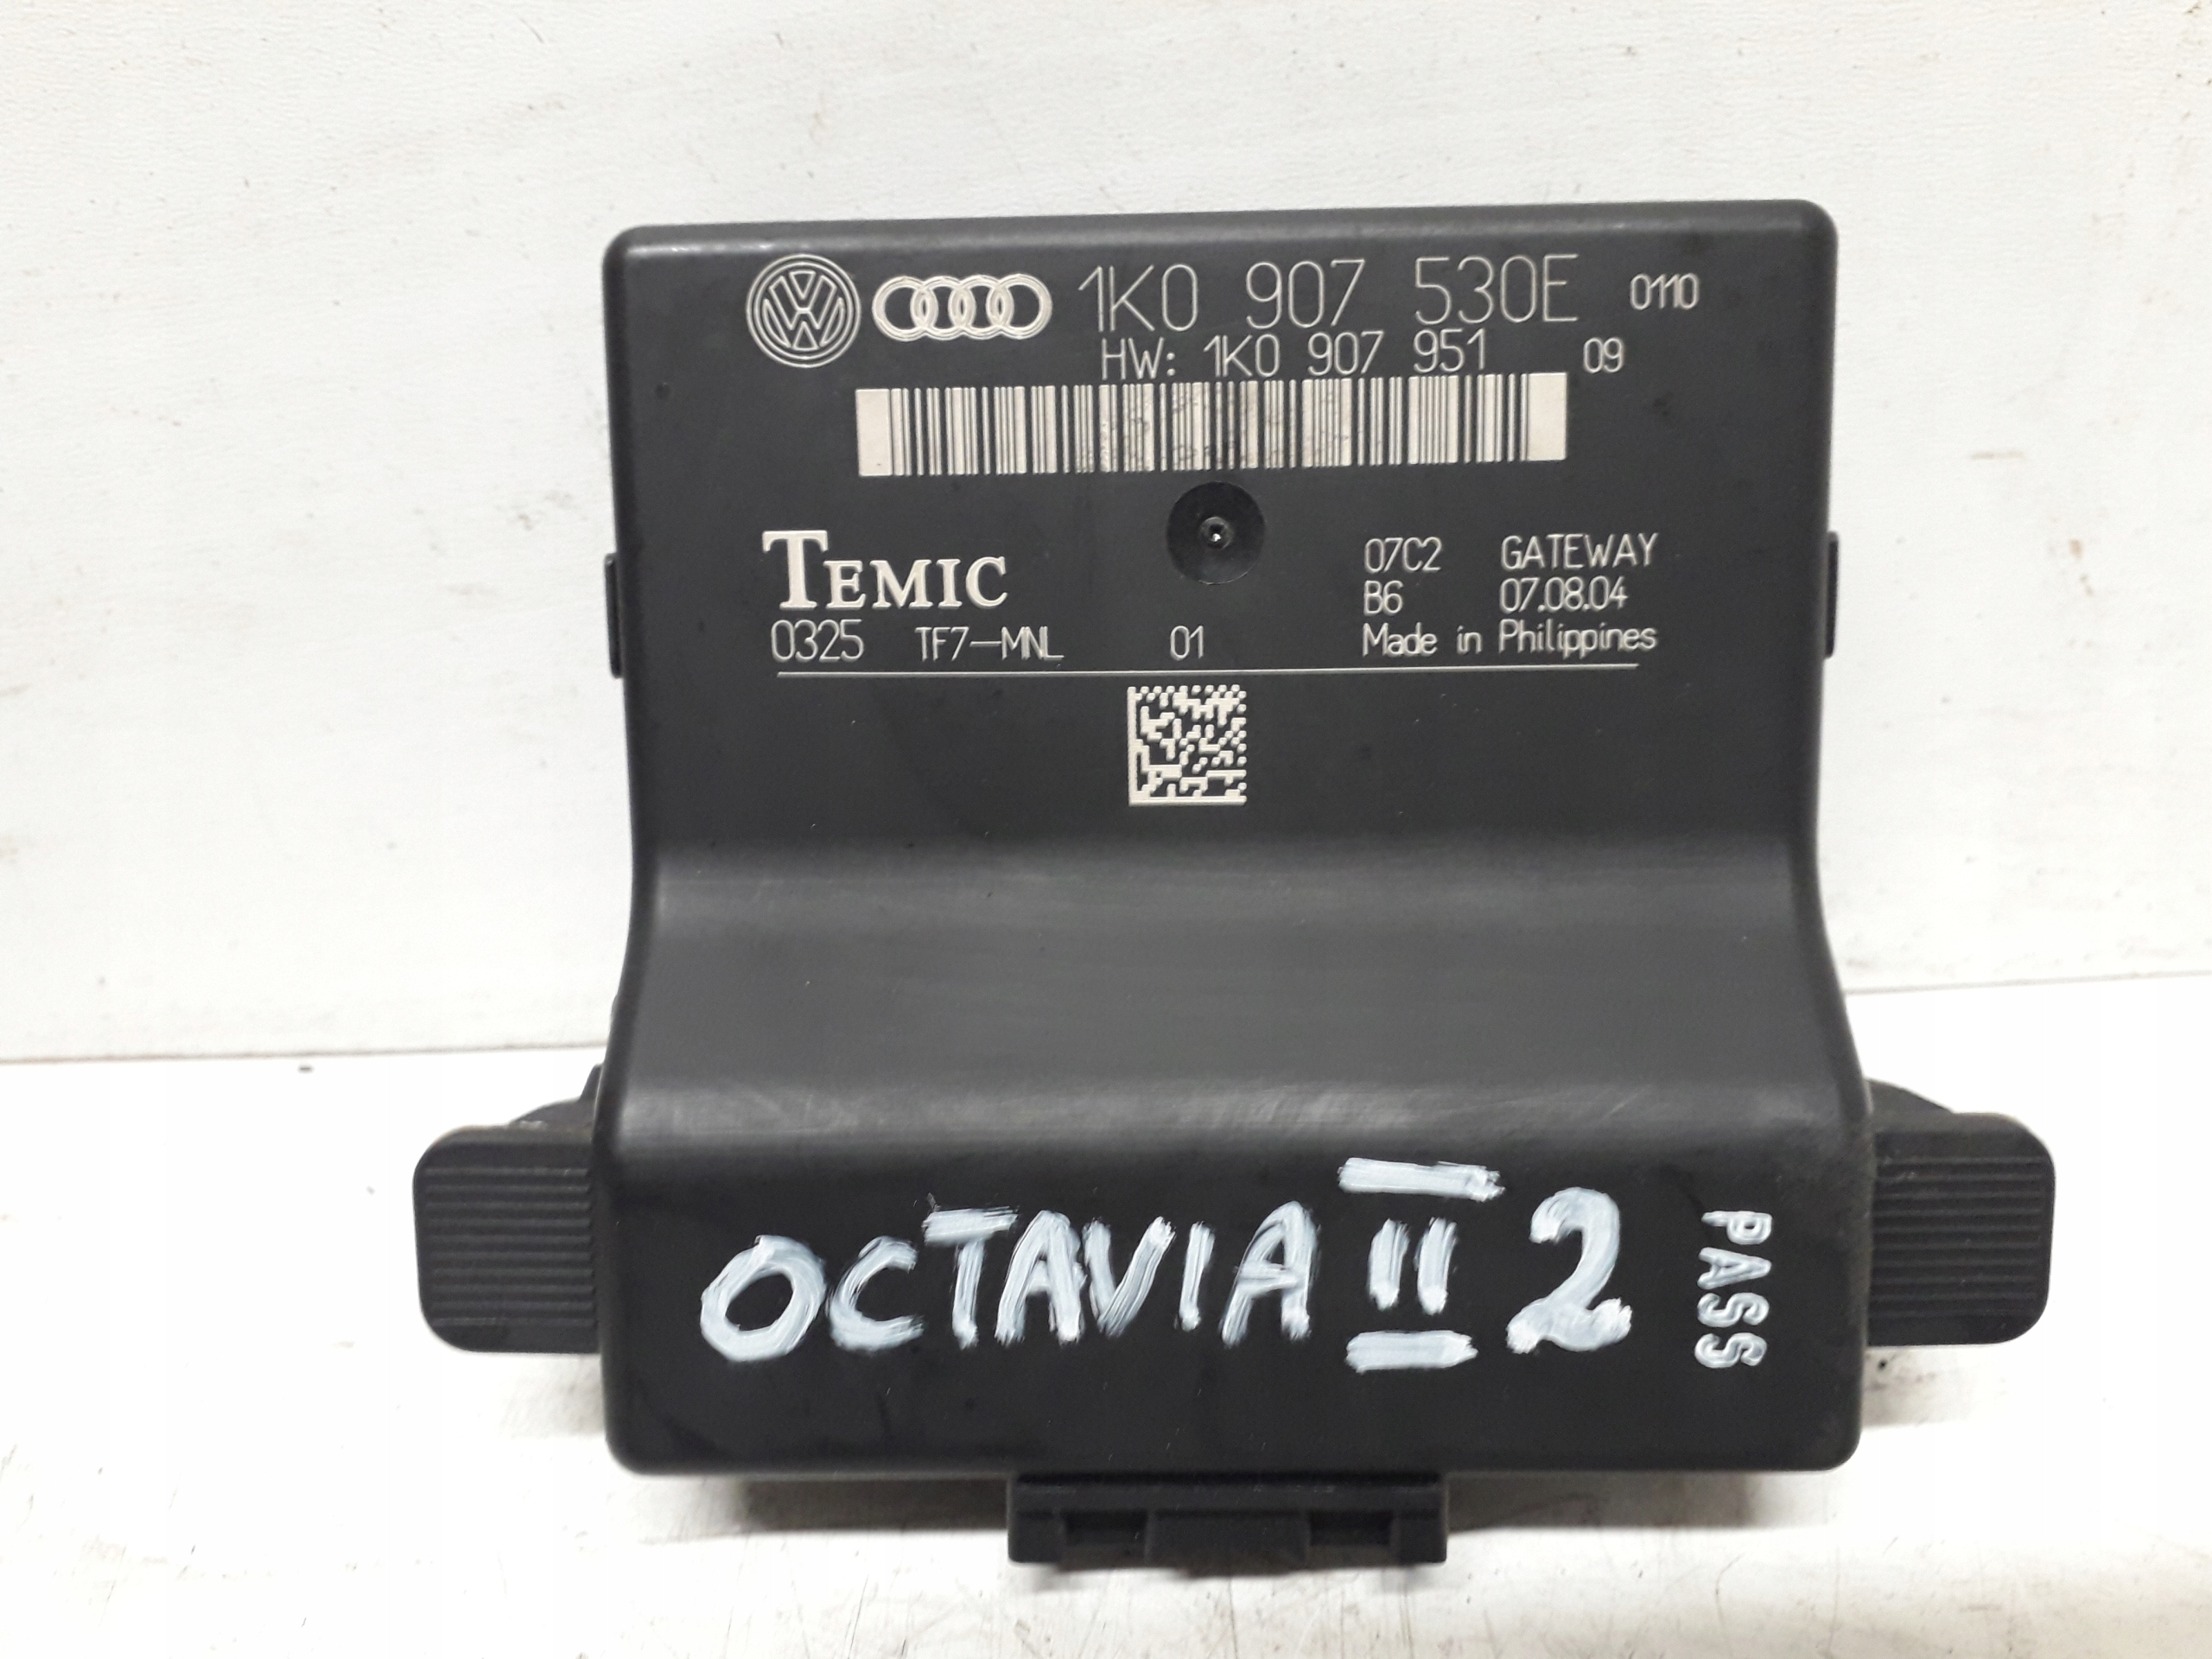 1K0 907 530E 0110
HW: 1K0 907 951 09
TEMIC
07C2 GATEWAY
B6 07.08.04
0325 TF7-MNL 01 Made in Philippines
OCTAVIA II 2
PASS